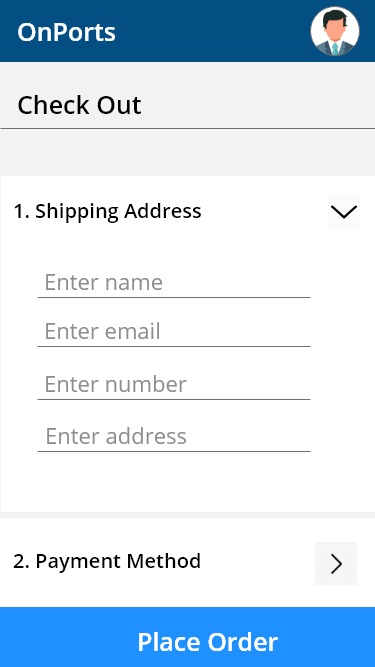 OnPorts
Check Out
1. Shipping Address
Enter name
Enter email
Enter number
Enter address
2. Payment Method
Place Order